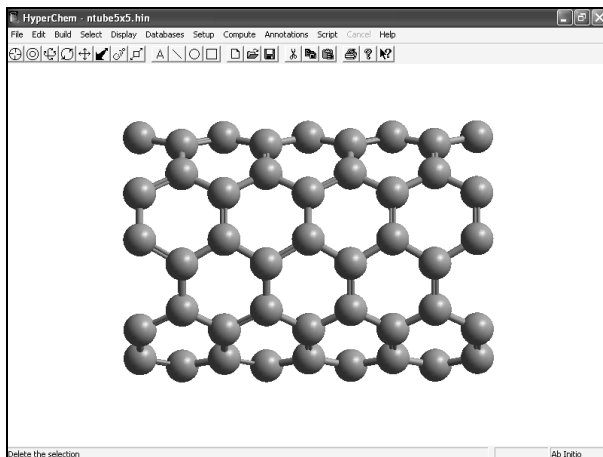 HyperChem - ntube5x5.hin
File Edit Build Select Display Databases Setup Compute Annotations Script Cancel Help
A
Delete the selection
Ab Initio